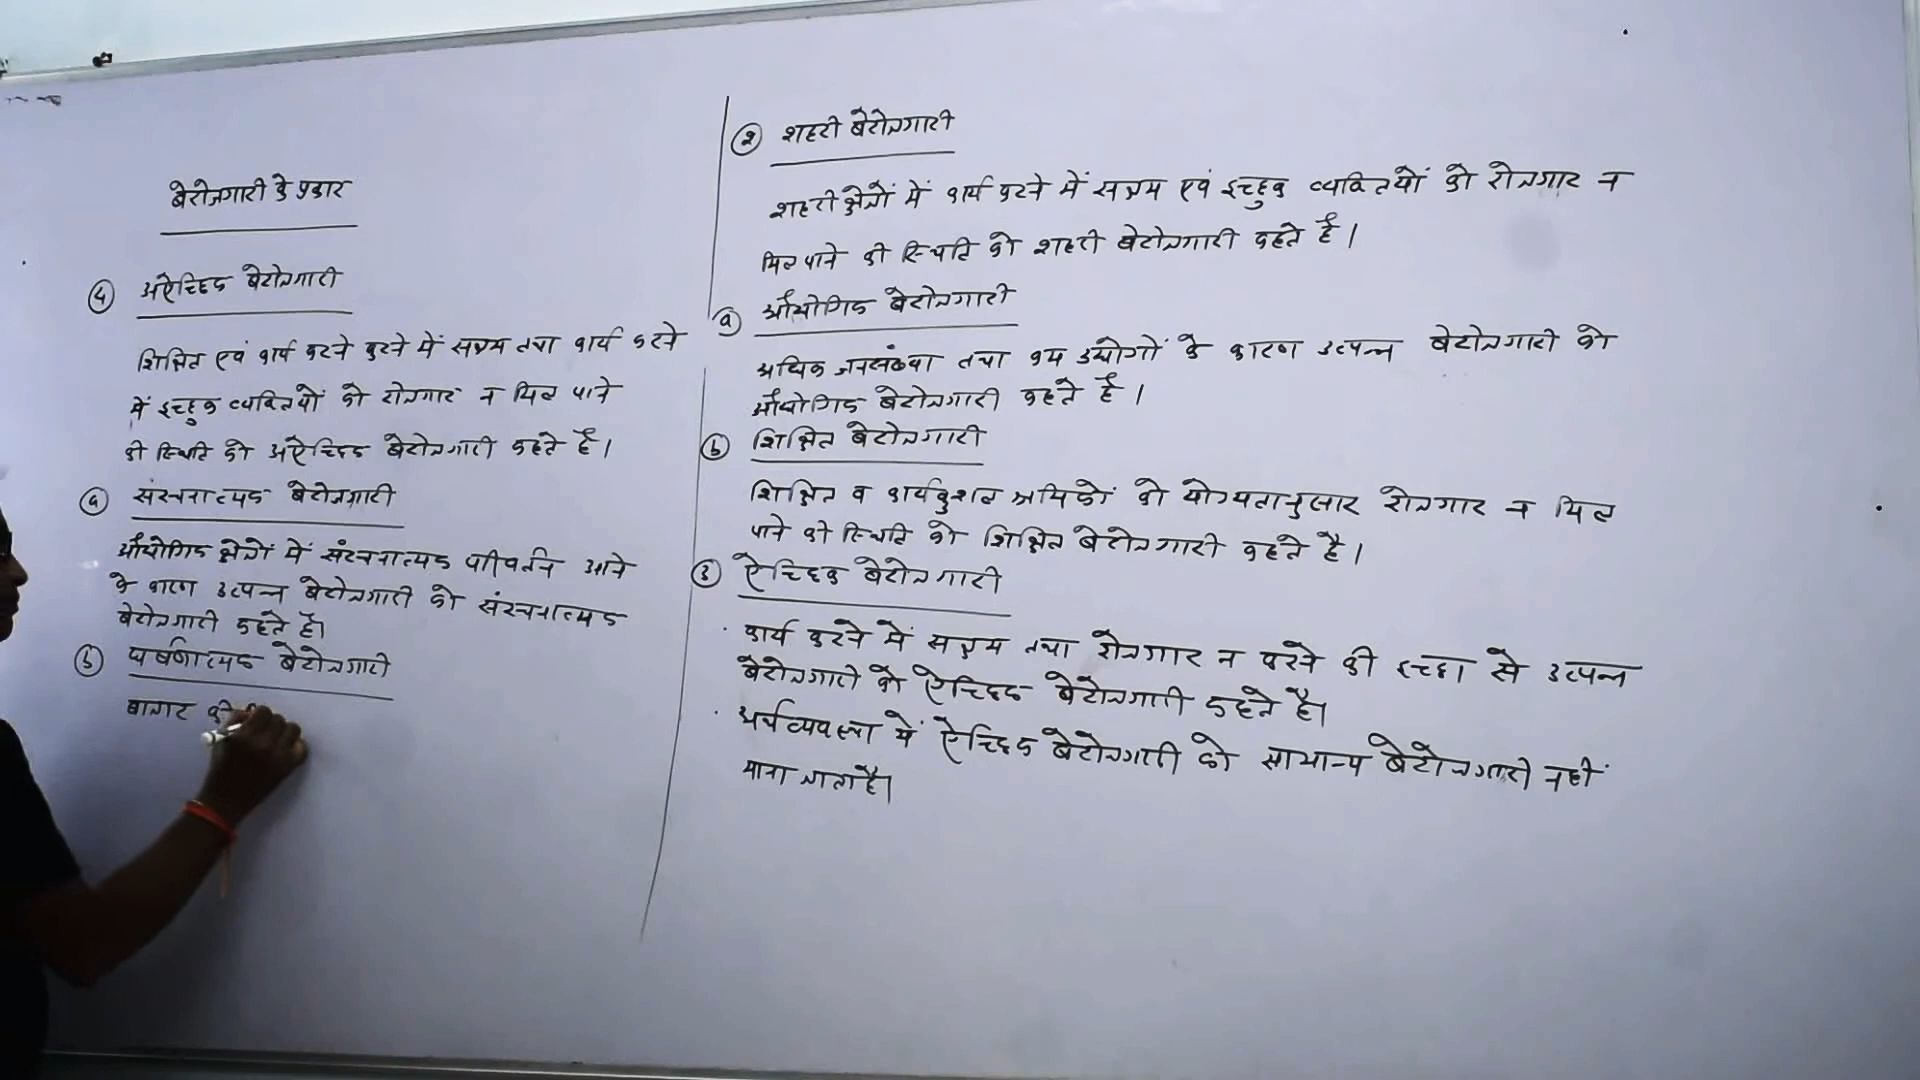 बेरोजगारी के प्रकार
④ अनैच्छिक बेरोजगारी
शिक्षित एवं कार्य करने करने में सक्षम तथा कार्य करने
में इच्छुक व्यक्तियों को रोजगार न मिल पाने
की स्थिति को अनैच्छिक बेरोजगारी कहते हैं।
ⓐ संरचनात्मक बेरोजगारी
औद्योगिक क्षेत्रों में संरचनात्मक परिवर्तन आने
के कारण उत्पन्न बेरोजगारी को संरचनात्मक
बेरोजगारी कहते हैं।
ⓑ घर्षणात्मक बेरोजगारी
बाजार की
② शहरी बेरोजगारी
शहरी क्षेत्रों में कार्य करने में सक्षम एवं इच्छुक व्यक्तियों को रोजगार न
मिल पाने की स्थिति को शहरी बेरोजगारी कहते हैं।
ⓐ औद्योगिक बेरोजगारी
अधिक जनसंख्या तथा कम उद्योगों के कारण उत्पन्न बेरोजगारी को
औद्योगिक बेरोजगारी कहते हैं।
ⓑ शिक्षित बेरोजगारी
शिक्षित व कार्यकुशल श्रमिकों को योग्यतानुसार रोजगार न मिल
पाने की स्थिति को शिक्षित बेरोजगारी कहते है।
③ ऐच्छिक बेरोजगारी
· कार्य करने में सक्षम तथा रोजगार न करने की इच्छा से उत्पन्न
बेरोजगारी को ऐच्छिक बेरोजगारी कहते है।
· अर्थव्यवस्था में ऐच्छिक बेरोजगारी को सामान्य बेरोजगारी नहीं
माना जाता है।